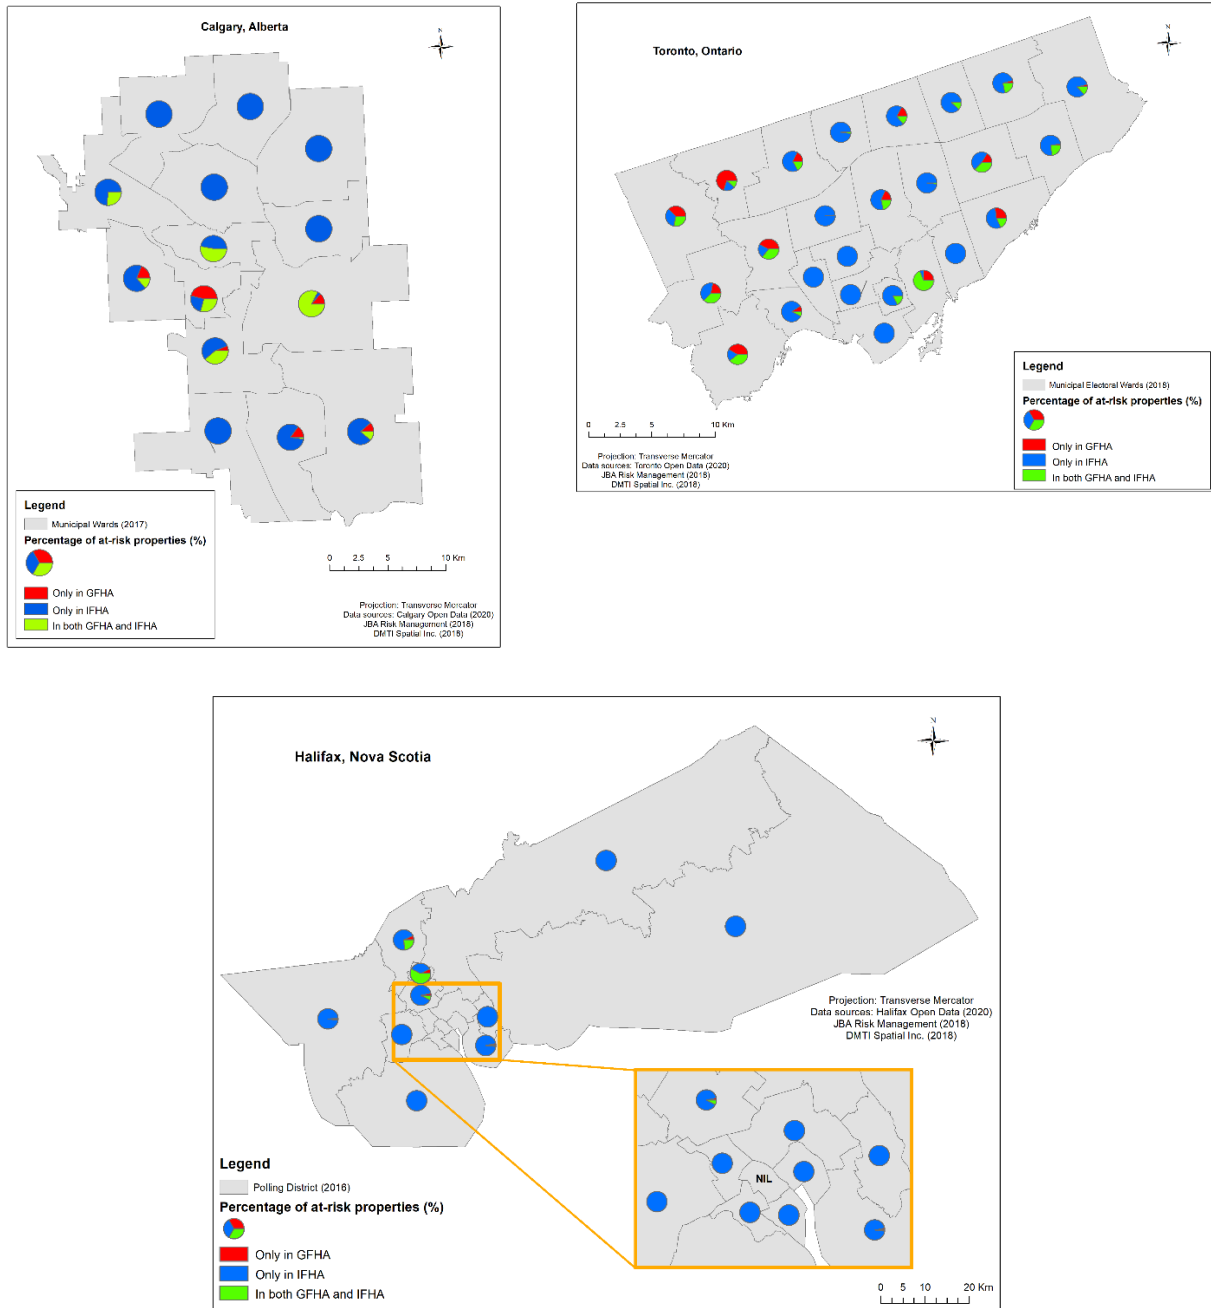 Calgary, Alberta
N
Legend
Municipal Wards (2017)
Percentage of at-risk properties (%)
Only in GFHA
Only in IFHA
In both GFHA and IFHA
0 2.5 5 10 Km
Projection: Transverse Mercator
Data sources: Calgary Open Data (2020)
JBA Risk Management (2018)
DMTI Spatial Inc. (2018)
Toronto, Ontario
N
Legend
Municipal Electoral Wards (2018)
Percentage of at-risk properties (%)
Only in GFHA
Only in IFHA
In both GFHA and IFHA
0 2.5 5 10 Km
Projection: Transverse Mercator
Data sources: Toronto Open Data (2020)
JBA Risk Management (2018)
DMTI Spatial Inc. (2018)
Halifax, Nova Scotia
N
Projection: Transverse Mercator
Data sources: Halifax Open Data (2020)
JBA Risk Management (2018)
DMTI Spatial Inc. (2018)
NIL
Legend
Polling District (2016)
Percentage of at-risk properties (%)
Only in GFHA
Only in IFHA
In both GFHA and IFHA
0 5 10 20 Km